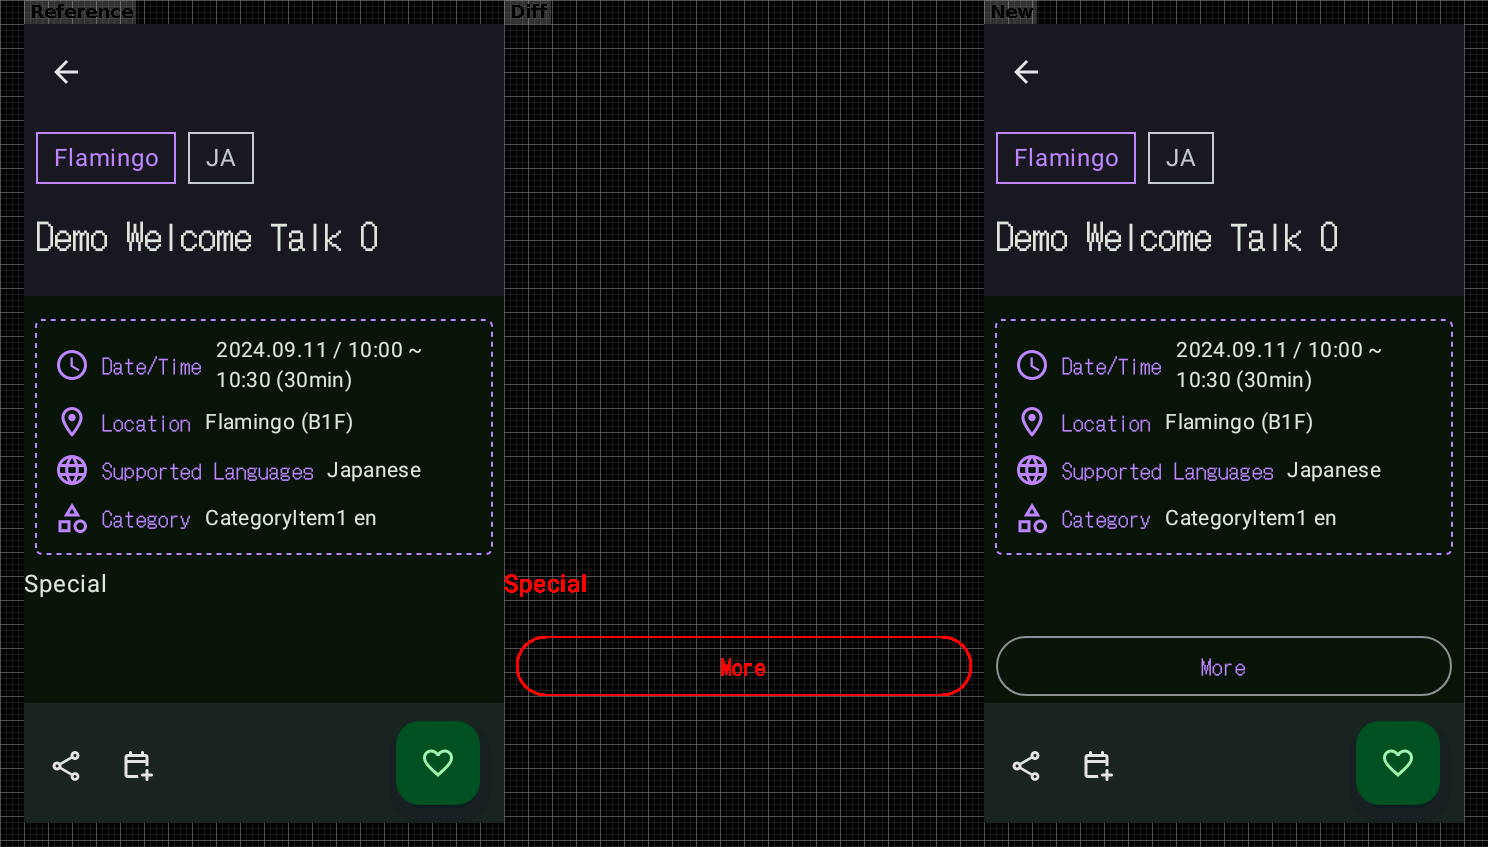 Reference
Diff
New
Flamingo
JA
Demo Welcome Talk 0
Date/Time
2024.09.11 / 10:00 ~
10:30 (30min)
Location
Flamingo (B1F)
Supported Languages
Japanese
Category
CategoryItem1 en
Special
Special
More
Flamingo
JA
Demo Welcome Talk 0
Date/Time
2024.09.11 / 10:00 ~
10:30 (30min)
Location
Flamingo (B1F)
Supported Languages
Japanese
Category
CategoryItem1 en
More